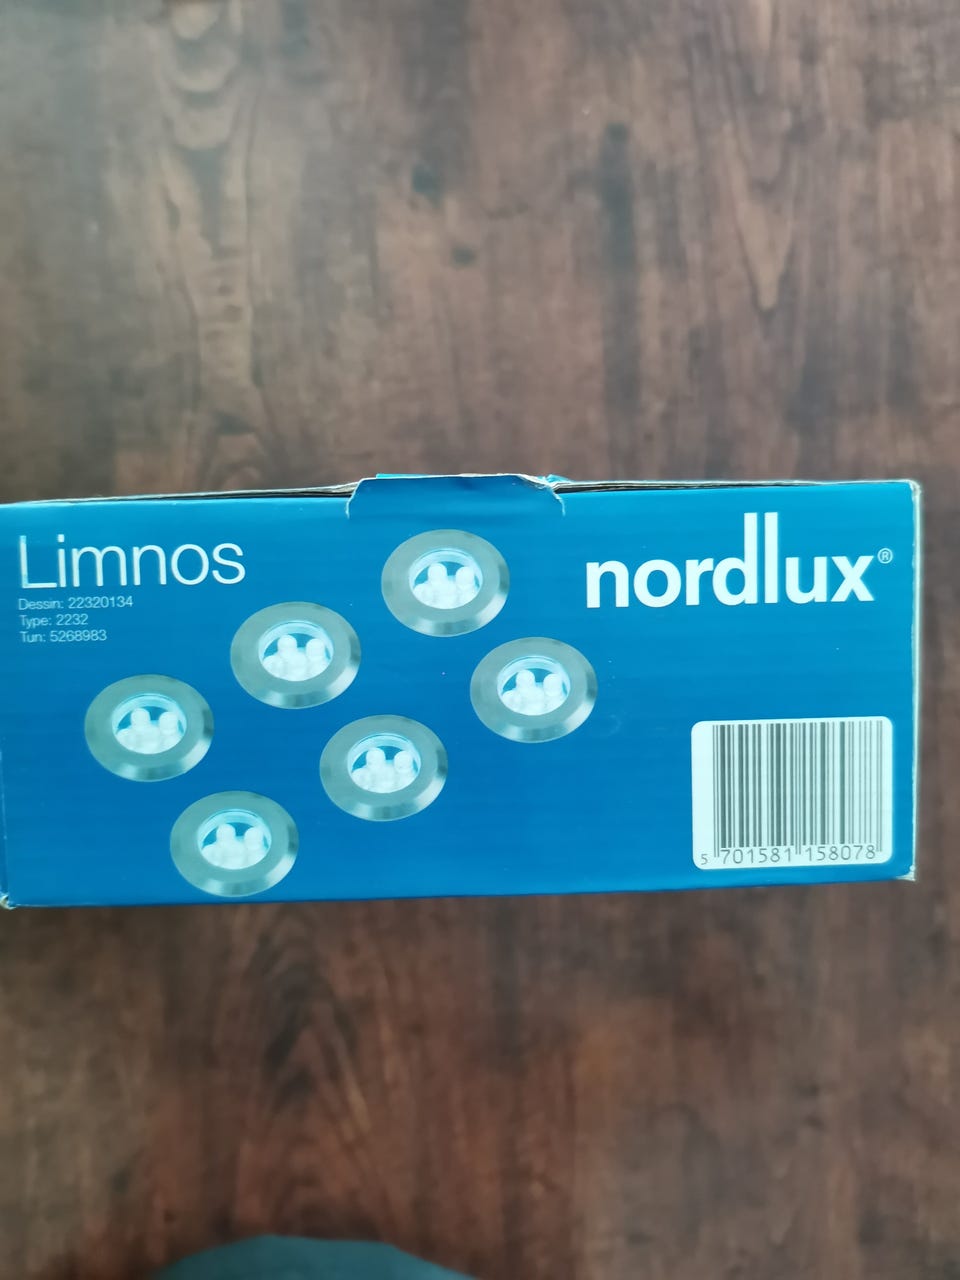 Limnos
Dessin: 22320134
Type: 2232
Tun: 5268983
nordlux®
5 701581 158078